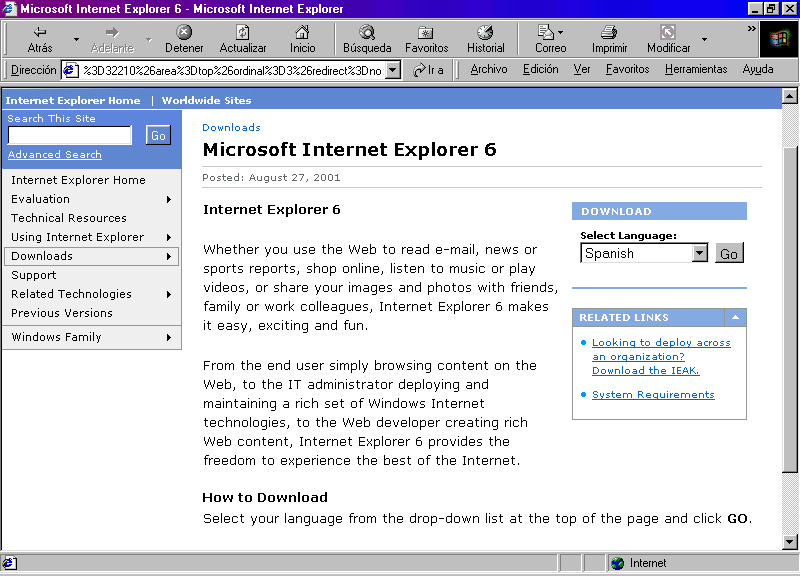 Microsoft Internet Explorer 6 - Microsoft Internet Explorer
Atrás Adelante Detener Actualizar Inicio Búsqueda Favoritos Historial Correo Imprimir Modificar »
Dirección %3D32210%26area%3Dtop%26ordinal%3D3%26redirect%3Dno Ir a Archivo Edición Ver Favoritos Herramientas Ayuda
Internet Explorer Home | Worldwide Sites
Search This Site
Go
Advanced Search
Internet Explorer Home
Evaluation
Technical Resources
Using Internet Explorer
Downloads
Support
Related Technologies
Previous Versions
Windows Family
Downloads
Microsoft Internet Explorer 6
Posted: August 27, 2001
Internet Explorer 6
Whether you use the Web to read e-mail, news or
sports reports, shop online, listen to music or play
videos, or share your images and photos with friends,
family or work colleagues, Internet Explorer 6 makes
it easy, exciting and fun.
From the end user simply browsing content on the
Web, to the IT administrator deploying and
maintaining a rich set of Windows Internet
technologies, to the Web developer creating rich
Web content, Internet Explorer 6 provides the
freedom to experience the best of the Internet.
How to Download
Select your language from the drop-down list at the top of the page and click GO.
DOWNLOAD
Select Language:
Spanish Go
RELATED LINKS
Looking to deploy across
an organization?
Download the IEAK.
System Requirements
Internet